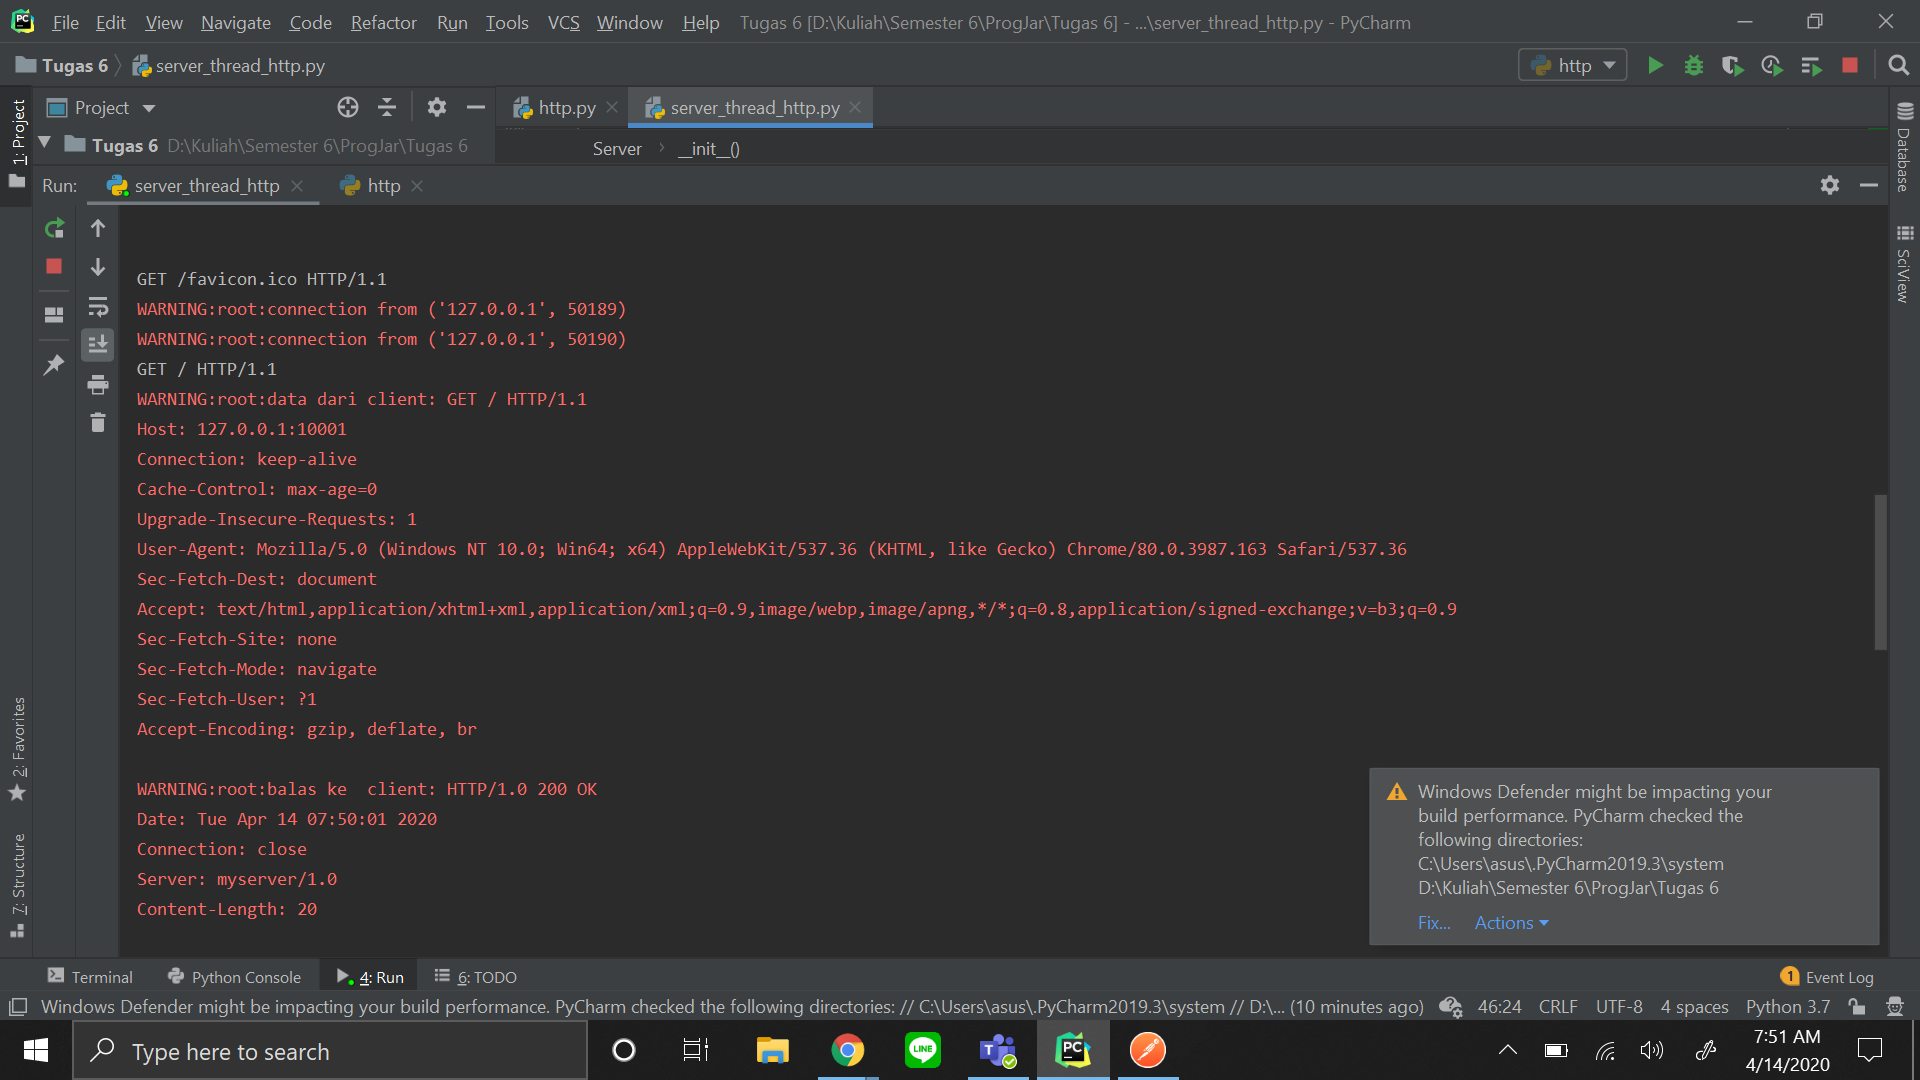 File Edit View Navigate Code Refactor Run Tools VCS Window Help Tugas 6 [D:\Kuliah\Semester 6\ProgJar\Tugas 6] - ...\server_thread_http.py - PyCharm
Tugas 6 server_thread_http.py http
1: Project
Project http.py server_thread_http.py
Tugas 6 D:\Kuliah\Semester 6\ProgJar\Tugas 6 Server __init__()
Database
Run: server_thread_http http
SciView
GET /favicon.ico HTTP/1.1
WARNING:root:connection from ('127.0.0.1', 50189)
WARNING:root:connection from ('127.0.0.1', 50190)
GET / HTTP/1.1
WARNING:root:data dari client: GET / HTTP/1.1
Host: 127.0.0.1:10001
Connection: keep-alive
Cache-Control: max-age=0
Upgrade-Insecure-Requests: 1
User-Agent: Mozilla/5.0 (Windows NT 10.0; Win64; x64) AppleWebKit/537.36 (KHTML, like Gecko) Chrome/80.0.3987.163 Safari/537.36
Sec-Fetch-Dest: document
Accept: text/html,application/xhtml+xml,application/xml;q=0.9,image/webp,image/apng,*/*;q=0.8,application/signed-exchange;v=b3;q=0.9
Sec-Fetch-Site: none
Sec-Fetch-Mode: navigate
Sec-Fetch-User: ?1
Accept-Encoding: gzip, deflate, br
WARNING:root:balas ke  client: HTTP/1.0 200 OK
Date: Tue Apr 14 07:50:01 2020
Connection: close
Server: myserver/1.0
Content-Length: 20
2: Favorites
7: Structure
Windows Defender might be impacting your
build performance. PyCharm checked the
following directories:
C:\Users\asus\.PyCharm2019.3\system
D:\Kuliah\Semester 6\ProgJar\Tugas 6
Fix... Actions
Terminal Python Console 4: Run 6: TODO 1 Event Log
Windows Defender might be impacting your build performance. PyCharm checked the following directories: // C:\Users\asus\.PyCharm2019.3\system // D:\... (10 minutes ago) 46:24 CRLF UTF-8 4 spaces Python 3.7
Type here to search LINE PC 7:51 AM
4/14/2020